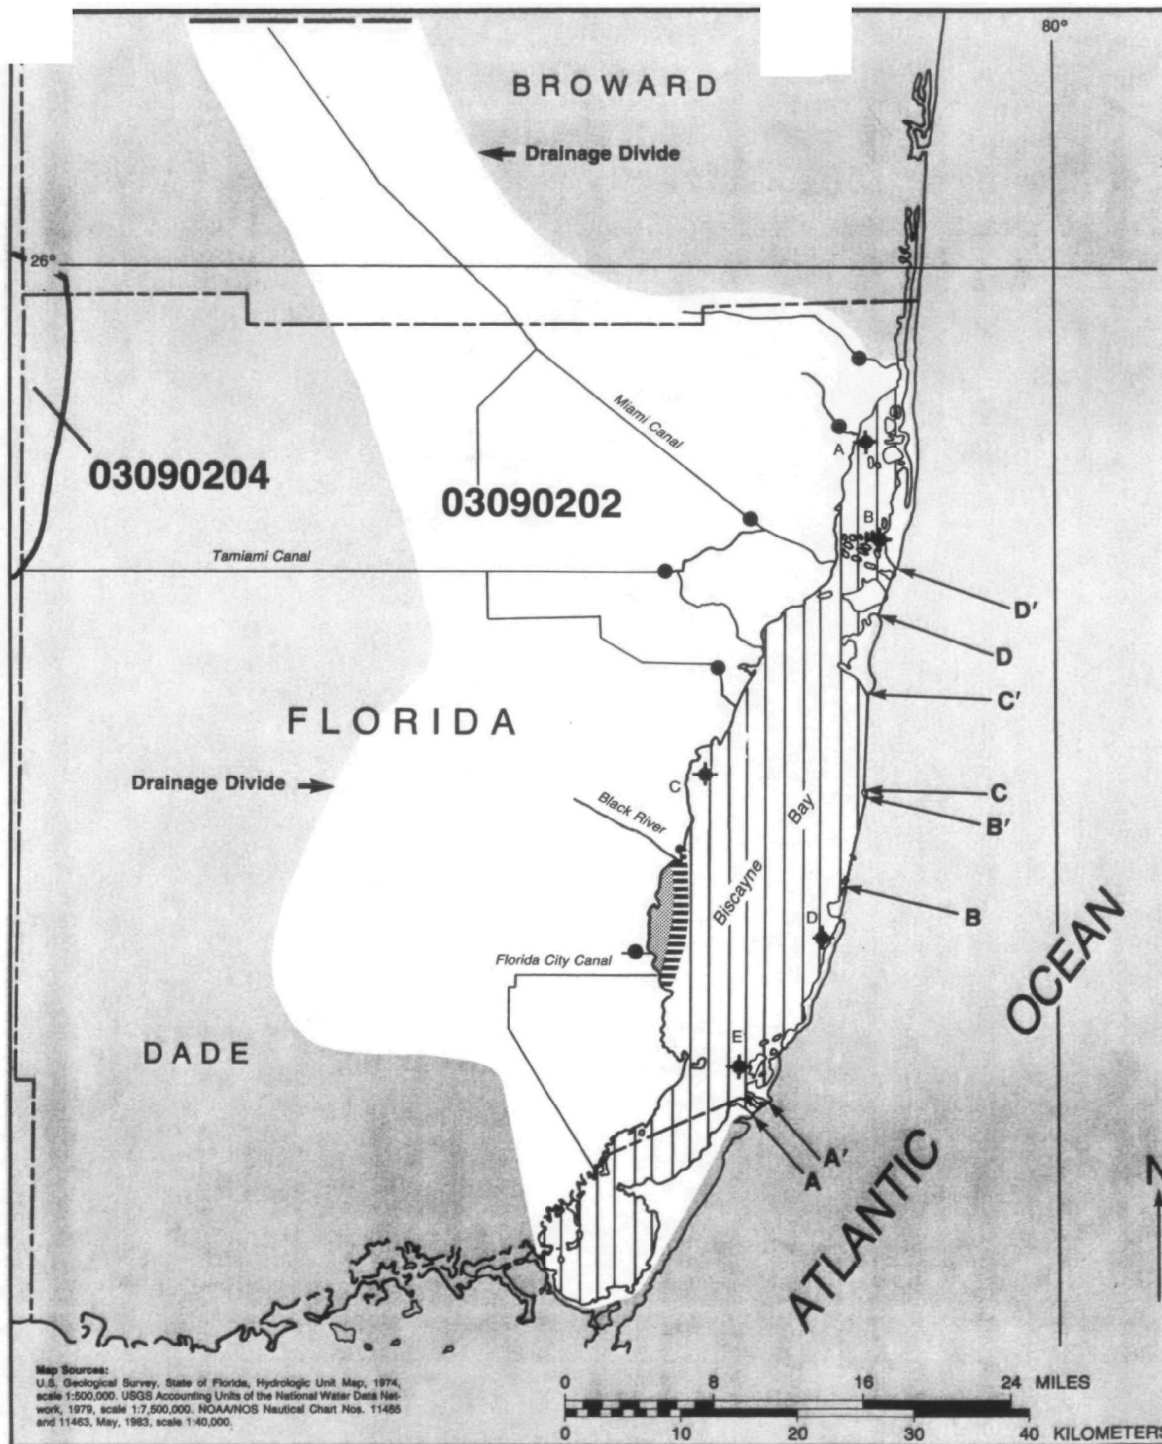 80°
BROWARD
Drainage Divide
26°
Miami Canal
A
03090204
03090202
B
Tamiami Canal
D'
D
C'
FLORIDA
Drainage Divide
C
C
B'
Bay
Black River
Biscayne
B
D
Florida City Canal
OCEAN
E
DADE
A'
A
N
ATLANTIC
Map Sources:
U.S. Geological Survey, State of Florida, Hydrologic Unit Map, 1974,
scale 1:500,000. USGS Accounting Units of the National Water Data Net-
work, 1979, scale 1:7,500,000. NOAA/NOS Nautical Chart Nos. 11465
and 11463, May, 1983, scale 1:40,000.
0 8 16 24 MILES
0 10 20 30 40 KILOMETERS